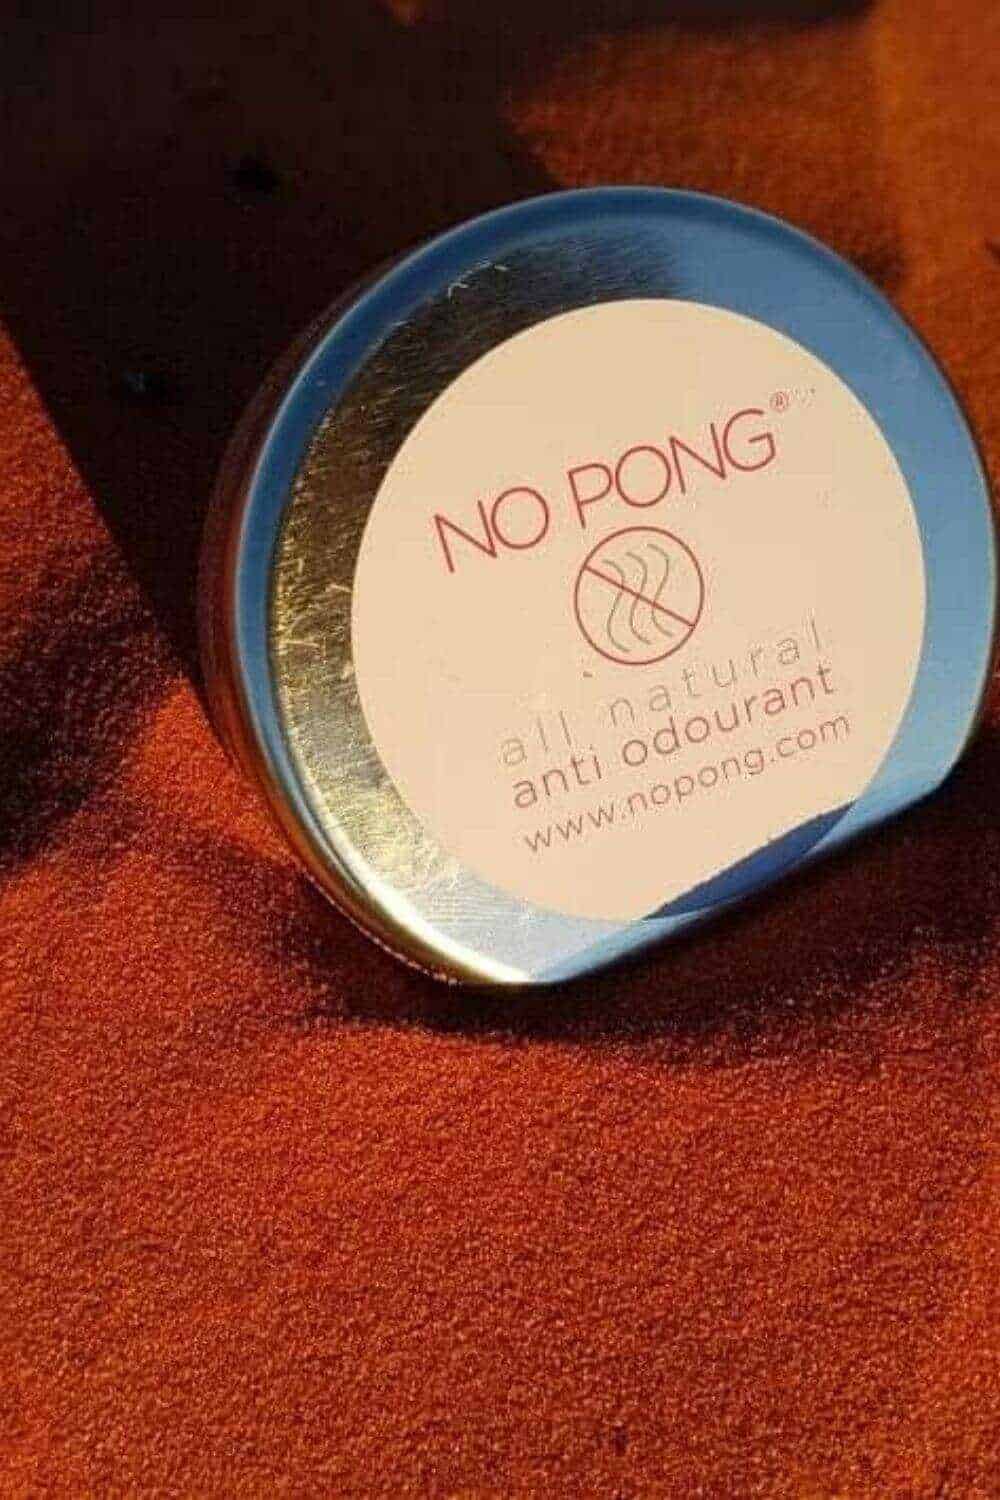 NO PONG®
all natural
anti odourant
www.nopong.com